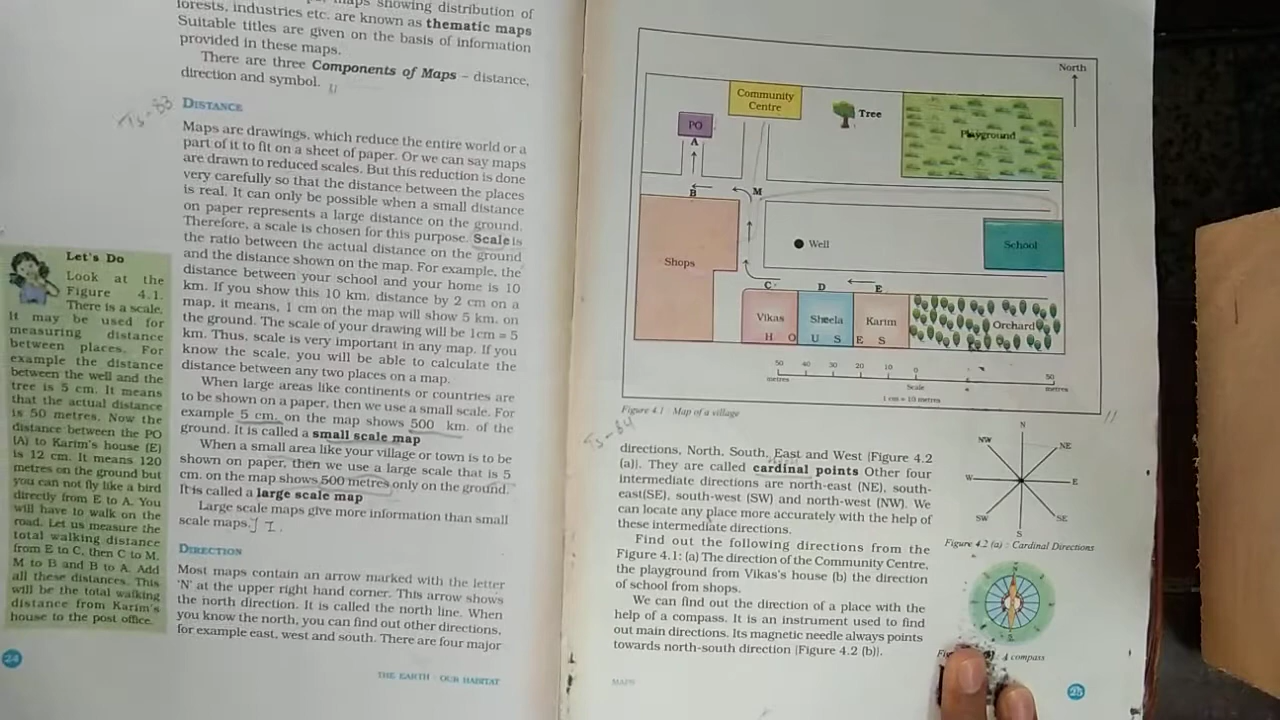 maps showing distribution of
forests, industries etc. are known as thematic maps
Suitable titles are given on the basis of information
provided in these maps.
There are three Components of Maps – distance,
direction and symbol.
DISTANCE
Maps are drawings, which reduce the entire world or a
part of it to fit on a sheet of paper. Or we can say maps
are drawn to reduced scales. But this reduction is done
very carefully so that the distance between the places
is real. It can only be possible when a small distance
on paper represents a large distance on the ground.
Therefore, a scale is chosen for this purpose. Scale is
the ratio between the actual distance on the ground
and the distance shown on the map. For example, the
distance between your school and your home is 10
km. If you show this 10 km. distance by 2 cm on a
map, it means, 1 cm on the map will show 5 km. on
the ground. The scale of your drawing will be 1cm = 5
km. Thus, scale is very important in any map. If you
know the scale, you will be able to calculate the
distance between any two places on a map.
When large areas like continents or countries are
to be shown on a paper, then we use a small scale. For
example 5 cm. on the map shows 500 km. of the
ground. It is called a small scale map
When a small area like your village or town is to be
shown on paper, then we use a large scale that is 5
cm. on the map shows 500 metres only on the ground.
It is called a large scale map
Large scale maps give more information than small
scale maps.
DIRECTION
Most maps contain an arrow marked with the letter
'N' at the upper right hand corner. This arrow shows
the north direction. It is called the north line. When
you know the north, you can find out other directions,
for example east, west and south. There are four major
Let's Do
Look at the
Figure 4.1.
There is a scale.
It may be used for
measuring distance
between places. For
example the distance
between the well and the
tree is 5 cm. It means
that the actual distance
is 50 metres. Now the
distance between the PO
(A) to Karim's house (E)
is 12 cm. It means 120
metres on the ground but
you can not fly like a bird
directly from E to A. You
will have to walk on the
road. Let us measure the
total walking distance
from E to C, then C to M,
M to B and B to A. Add
all these distances. This
will be the total walking
distance from Karim's
house to the post office.
24
THE EARTH : OUR HABITAT
North
Community
Centre
PO
A
Tree
Playground
B
M
Well
School
Shops
C
D
E
Vikas
Sheela
Karim
Orchard
H O U S E S
50 40 30 20 10 0 50
metres
metres
Scale
1 cm = 10 metres
Figure 4.1 : Map of a village
directions, North, South, East and West [Figure 4.2
(a)]. They are called cardinal points Other four
intermediate directions are north-east (NE), south-
east(SE), south-west (SW) and north-west (NW). We
can locate any place more accurately with the help of
these intermediate directions.
Find out the following directions from the
Figure 4.1: (a) The direction of the Community Centre,
the playground from Vikas's house (b) the direction
of school from shops.
We can find out the direction of a place with the
help of a compass. It is an instrument used to find
out main directions. Its magnetic needle always points
towards north-south direction [Figure 4.2 (b)].
N
NW
NE
W
E
SW
SE
S
Figure 4.2 (a) : Cardinal Directions
A compass
MAPS
25